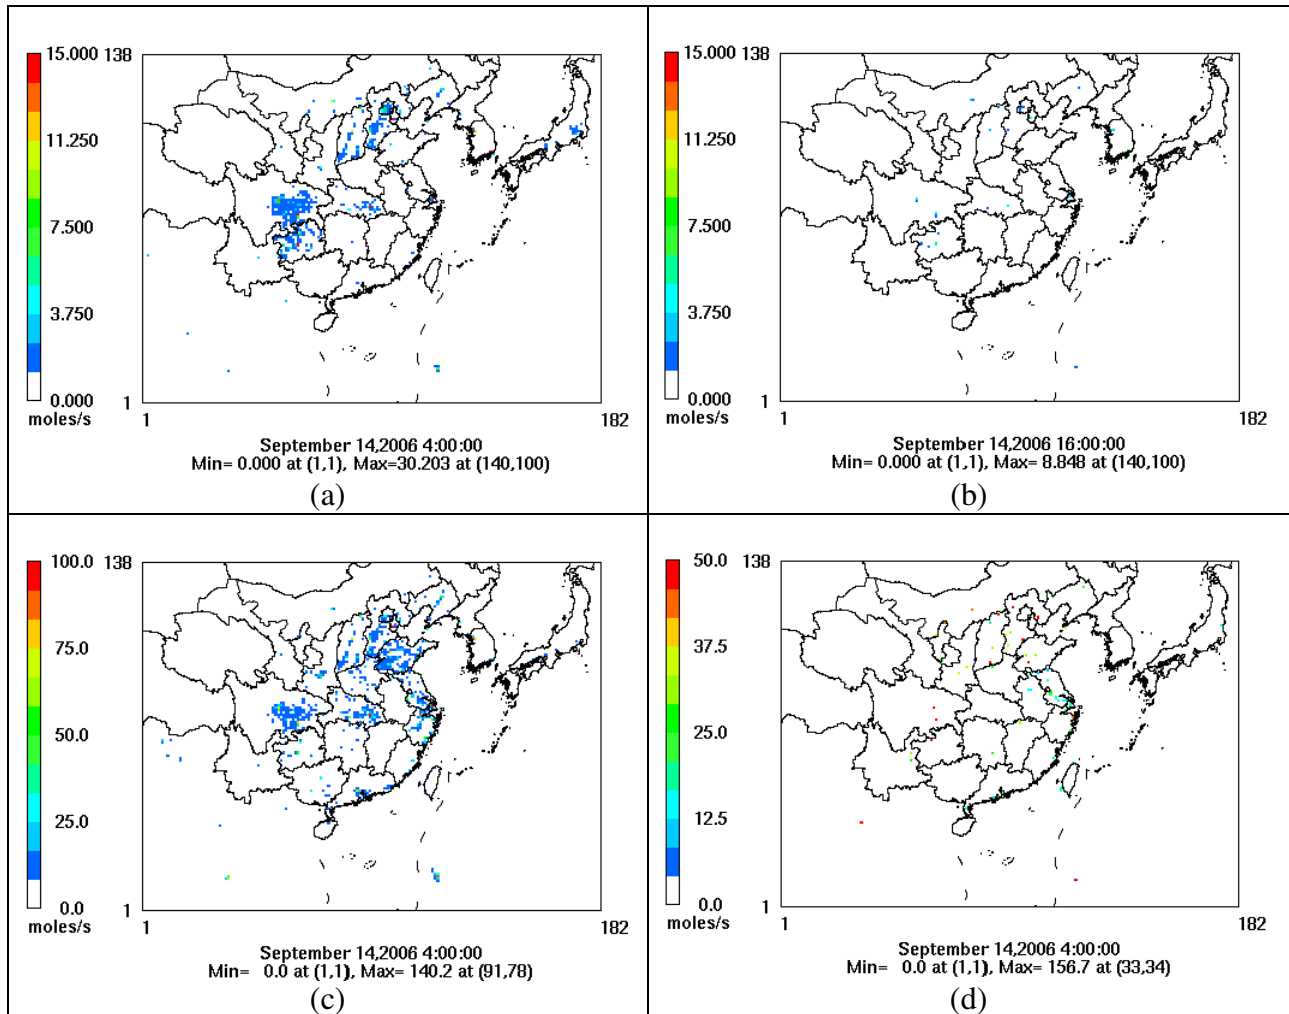 15.000
138
11.250
7.500
3.750
0.000
1
moles/s
1
182
September 14,2006 4:00:00
Min= 0.000 at (1,1), Max=30.203 at (140,100)
(a)
15.000
138
11.250
7.500
3.750
0.000
1
moles/s
1
182
September 14,2006 16:00:00
Min= 0.000 at (1,1), Max= 8.848 at (140,100)
(b)
100.0
138
75.0
50.0
25.0
0.0
1
moles/s
1
182
September 14,2006 4:00:00
Min= 0.0 at (1,1), Max= 140.2 at (91,78)
(c)
50.0
138
37.5
25.0
12.5
0.0
1
moles/s
1
182
September 14,2006 4:00:00
Min= 0.0 at (1,1), Max= 156.7 at (33,34)
(d)